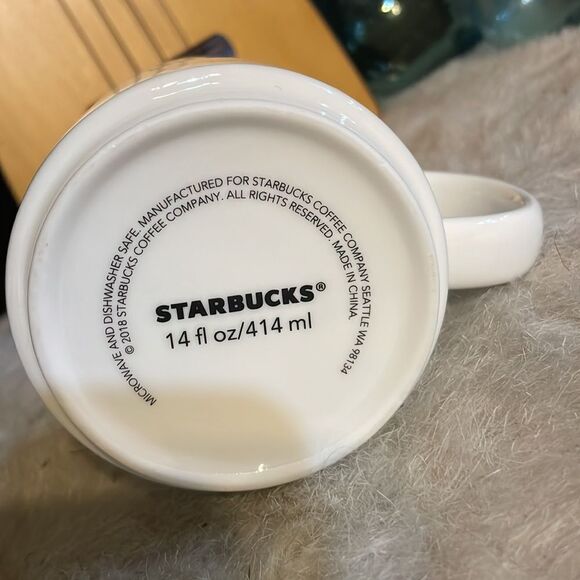 MICROWAVE AND DISHWASHER SAFE. MANUFACTURED FOR STARBUCKS COFFEE COMPANY SEATTLE WA 98134
© 2018 STARBUCKS COFFEE COMPANY. ALL RIGHTS RESERVED. MADE IN CHINA.
STARBUCKS®
14 fl oz/414 ml